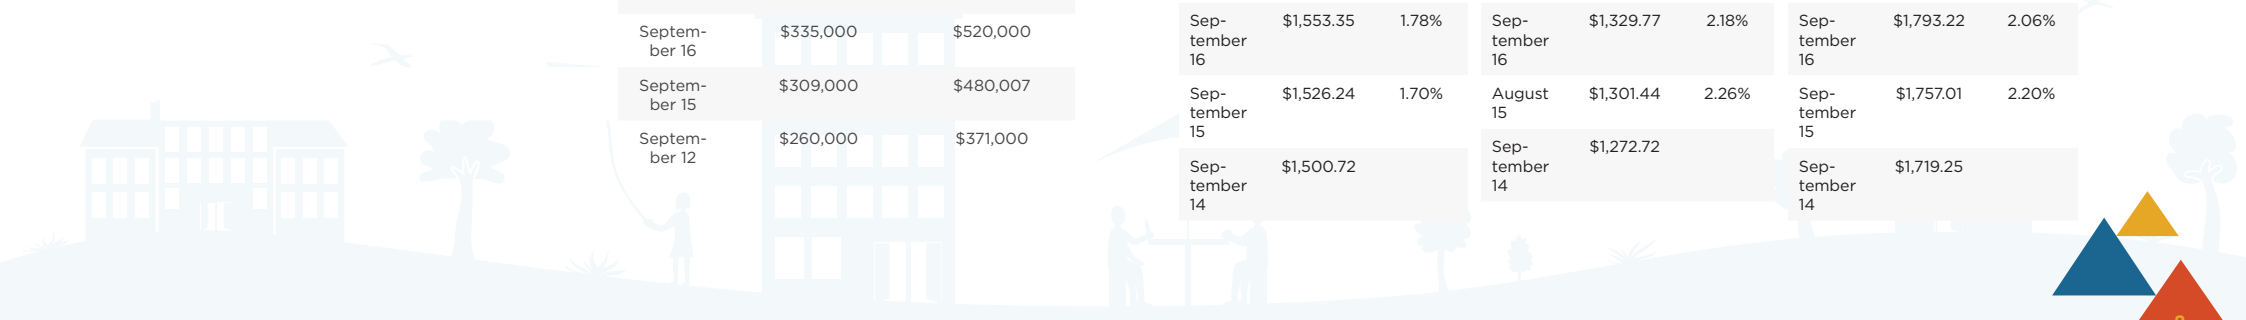 Septem-
ber 16
$335,000
$520,000
Septem-
ber 15
$309,000
$480,007
Septem-
ber 12
$260,000
$371,000
Sep-
tember
16
$1,553.35
1.78%
Sep-
tember
15
$1,526.24
1.70%
Sep-
tember
14
$1,500.72
Sep-
tember
16
$1,329.77
2.18%
August
15
$1,301.44
2.26%
Sep-
tember
14
$1,272.72
Sep-
tember
16
$1,793.22
2.06%
Sep-
tember
15
$1,757.01
2.20%
Sep-
tember
14
$1,719.25